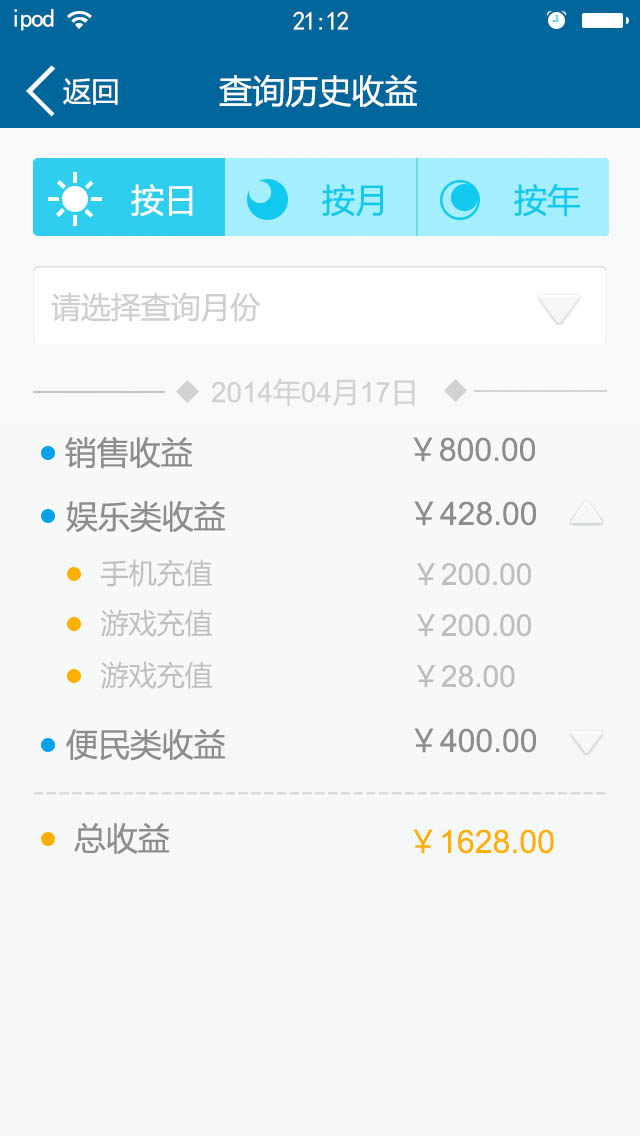 ipod 21:12
返回 查询历史收益
按日 按月 按年
请选择查询月份
2014年04月17日
销售收益 ￥800.00
娱乐类收益 ￥428.00
手机充值 ￥200.00
游戏充值 ￥200.00
游戏充值 ￥28.00
便民类收益 ￥400.00
总收益 ￥1628.00